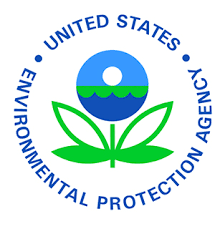 UNITED STATES
ENVIRONMENTAL PROTECTION AGENCY